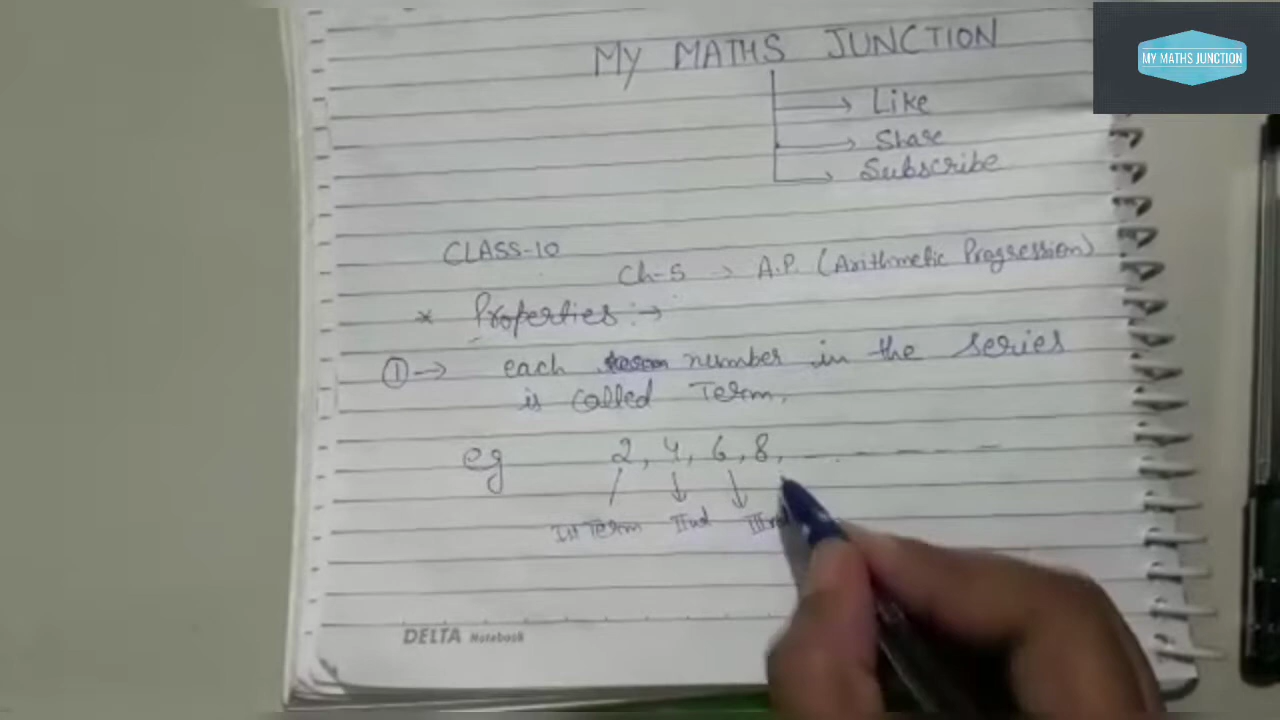 MY MATHS JUNCTION
MY MATHS JUNCTION
→ Like
→ Share
→ Subscribe
CLASS-10
Ch-5 → A.P. (Arithmetic Progression)
* Properties :→
① → each number in the series
is called Term.
eg 2, 4, 6, 8, ---
Ist Term IInd IIIrd
DELTA Notebook